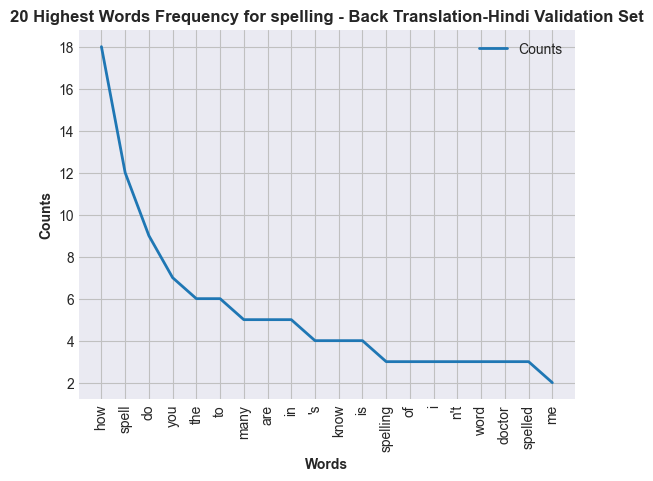 20 Highest Words Frequency for spelling - Back Translation-Hindi Validation Set
Counts
18
16
14
12
10
8
6
4
2
Counts
how
spell
do
you
the
to
many
are
in
's
know
is
spelling
of
i
n't
word
doctor
spelled
me
Words